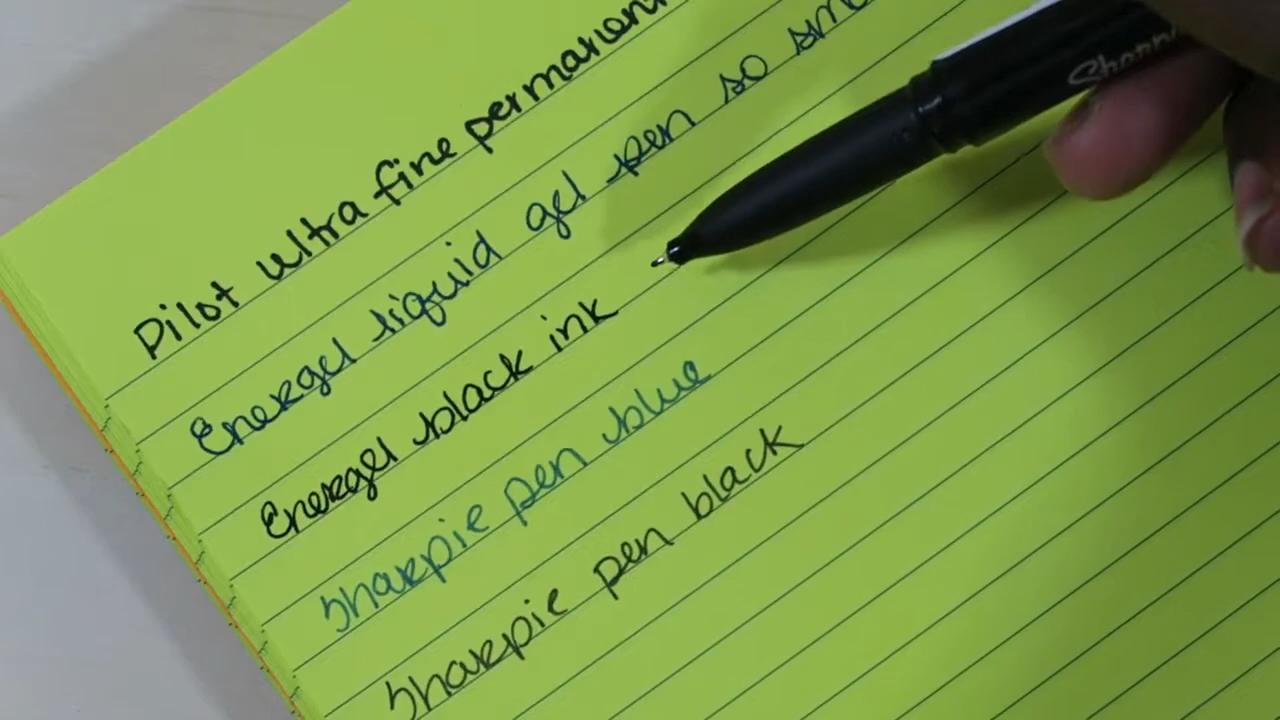 Pilot ultra fine permanent
Energel liquid gel pen so
Energel black ink
Sharpie pen blue
Sharpie pen black